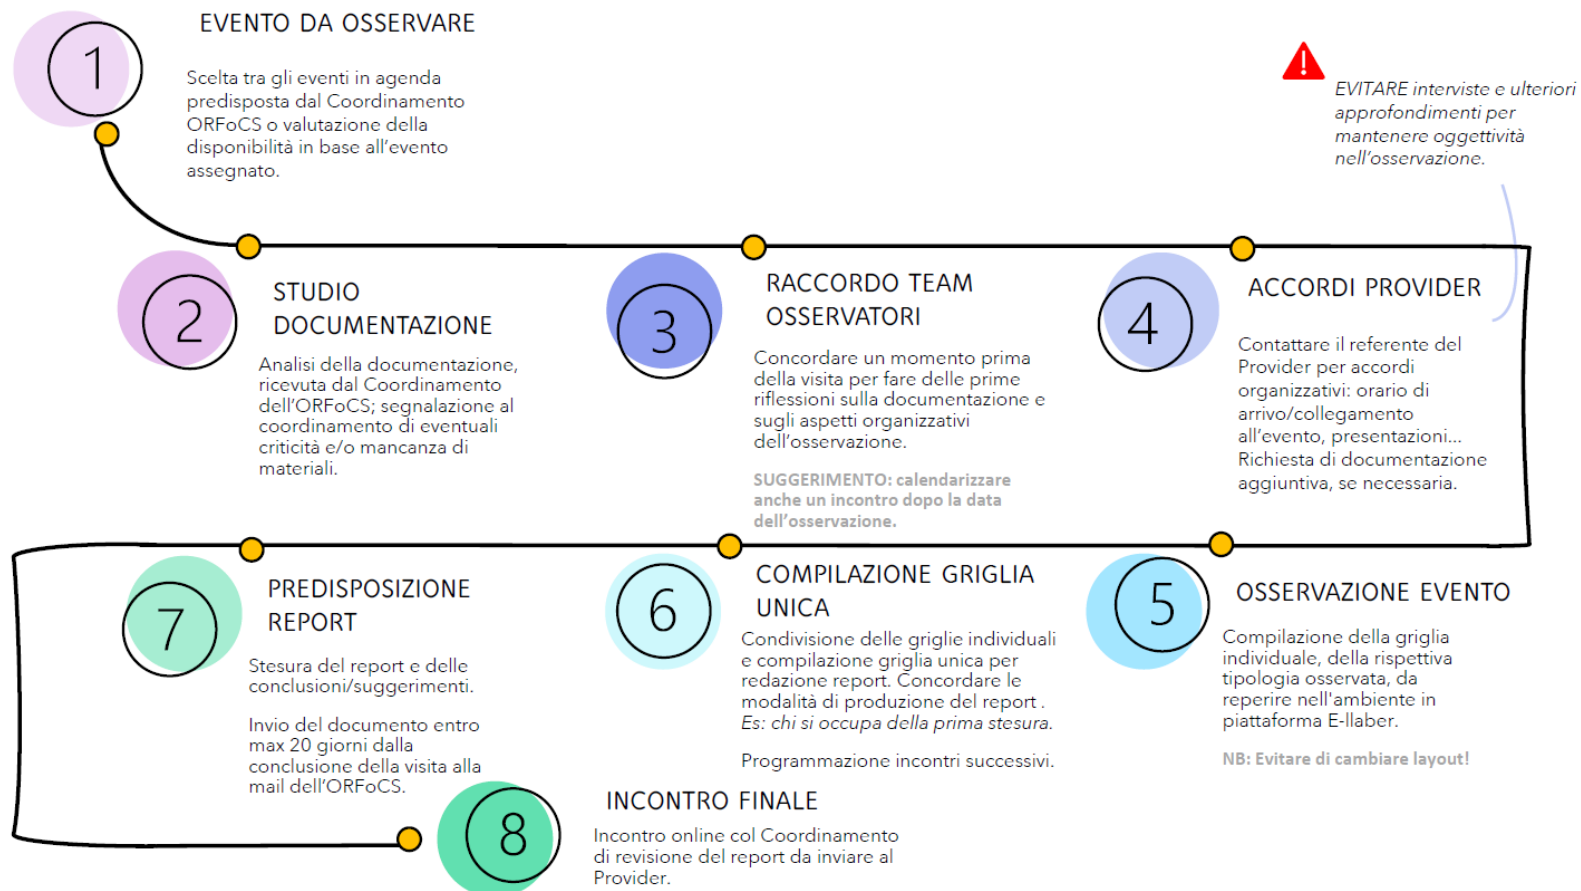 1
EVENTO DA OSSERVARE
Scelta tra gli eventi in agenda
predisposta dal Coordinamento
ORFoCS o valutazione della
disponibilità in base all'evento
assegnato.
2
STUDIO
DOCUMENTAZIONE
Analisi della documentazione,
ricevuta dal Coordinamento
dell'ORFoCS; segnalazione al
coordinamento di eventuali
criticità e/o mancanza di
materiali.
3
RACCORDO TEAM
OSSERVATORI
Concordare un momento prima
della visita per fare delle prime
riflessioni sulla documentazione e
sugli aspetti organizzativi
dell'osservazione.
SUGGERIMENTO: calendarizzare
anche un incontro dopo la data
dell'osservazione.
4
ACCORDI PROVIDER
Contattare il referente del
Provider per accordi
organizzativi: orario di
arrivo/collegamento
all'evento, presentazioni...
Richiesta di documentazione
aggiuntiva, se necessaria.
EVITARE interviste e ulteriori
approfondimenti per
mantenere oggettività
nell'osservazione.
5
OSSERVAZIONE EVENTO
Compilazione della griglia
individuale, della rispettiva
tipologia osservata, da
reperire nell'ambiente in
piattaforma E-llaber.
NB: Evitare di cambiare layout!
6
COMPILAZIONE GRIGLIA
UNICA
Condivisione delle griglie individuali
e compilazione griglia unica per
redazione report. Concordare le
modalità di produzione del report .
Es: chi si occupa della prima stesura.
Programmazione incontri successivi.
7
PREDISPOSIZIONE
REPORT
Stesura del report e delle
conclusioni/suggerimenti.
Invio del documento entro
max 20 giorni dalla
conclusione della visita alla
mail dell'ORFoCS.
8
INCONTRO FINALE
Incontro online col Coordinamento
di revisione del report da inviare al
Provider.